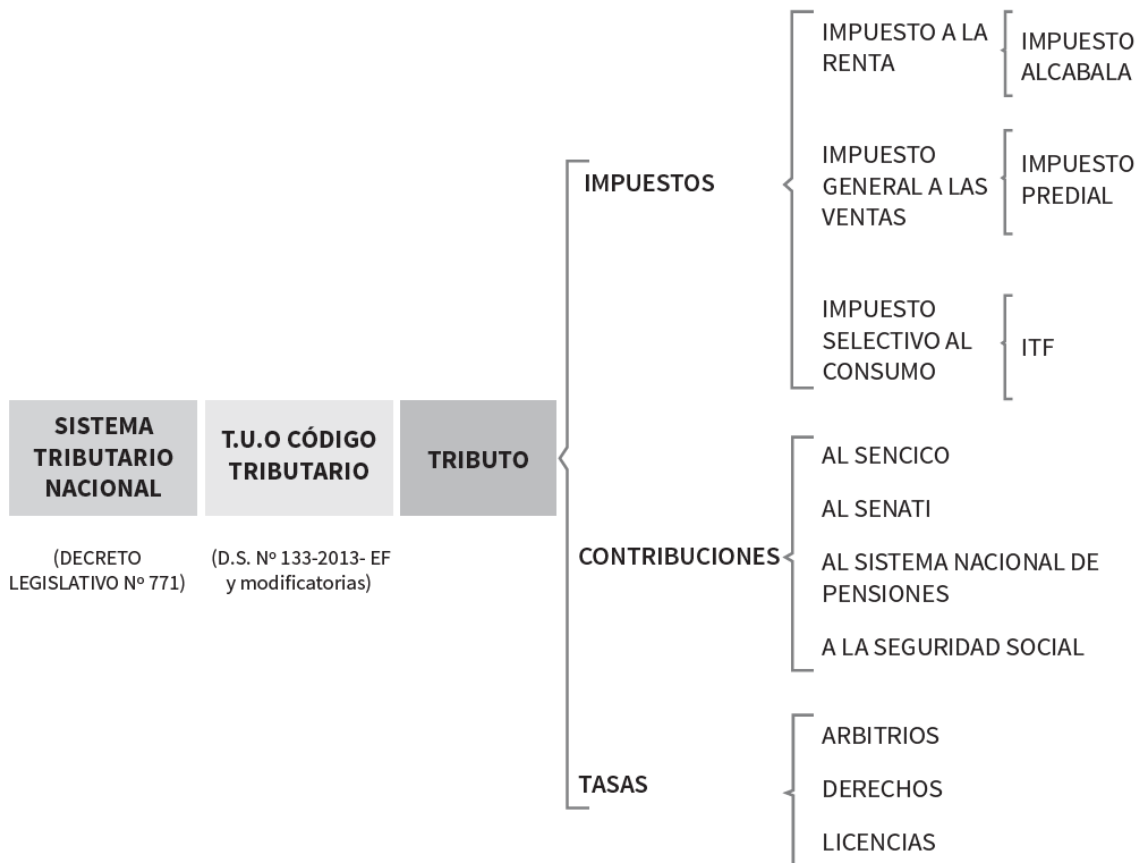 SISTEMA
TRIBUTARIO
NACIONAL
(DECRETO
LEGISLATIVO Nº 771)
T.U.O CÓDIGO
TRIBUTARIO
(D.S. Nº 133-2013- EF
y modificatorias)
TRIBUTO
IMPUESTOS
IMPUESTO A LA
RENTA
IMPUESTO
ALCABALA
IMPUESTO
GENERAL A LAS
VENTAS
IMPUESTO
PREDIAL
IMPUESTO
SELECTIVO AL
CONSUMO
ITF
CONTRIBUCIONES
AL SENCICO
AL SENATI
AL SISTEMA NACIONAL DE
PENSIONES
A LA SEGURIDAD SOCIAL
TASAS
ARBITRIOS
DERECHOS
LICENCIAS